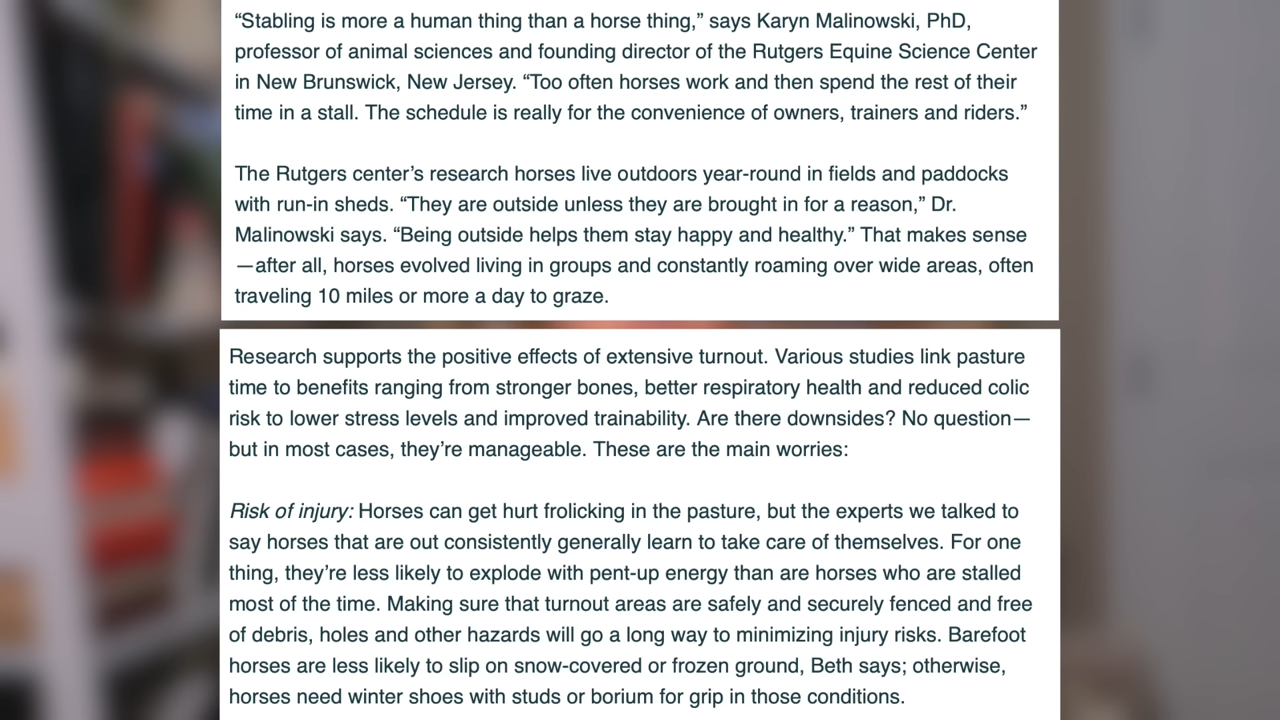 “Stabling is more a human thing than a horse thing,” says Karyn Malinowski, PhD,
professor of animal sciences and founding director of the Rutgers Equine Science Center
in New Brunswick, New Jersey. “Too often horses work and then spend the rest of their
time in a stall. The schedule is really for the convenience of owners, trainers and riders.”
The Rutgers center’s research horses live outdoors year-round in fields and paddocks
with run-in sheds. “They are outside unless they are brought in for a reason,” Dr.
Malinowski says. “Being outside helps them stay happy and healthy.” That makes sense
—after all, horses evolved living in groups and constantly roaming over wide areas, often
traveling 10 miles or more a day to graze.
Research supports the positive effects of extensive turnout. Various studies link pasture
time to benefits ranging from stronger bones, better respiratory health and reduced colic
risk to lower stress levels and improved trainability. Are there downsides? No question—
but in most cases, they’re manageable. These are the main worries:
Risk of injury: Horses can get hurt frolicking in the pasture, but the experts we talked to
say horses that are out consistently generally learn to take care of themselves. For one
thing, they’re less likely to explode with pent-up energy than are horses who are stalled
most of the time. Making sure that turnout areas are safely and securely fenced and free
of debris, holes and other hazards will go a long way to minimizing injury risks. Barefoot
horses are less likely to slip on snow-covered or frozen ground, Beth says; otherwise,
horses need winter shoes with studs or borium for grip in those conditions.